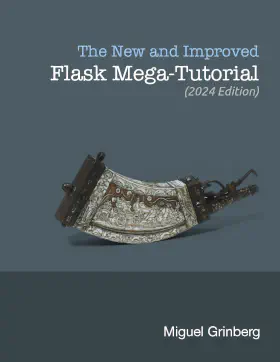 The New and Improved
Flask Mega-Tutorial
(2024 Edition)
Miguel Grinberg